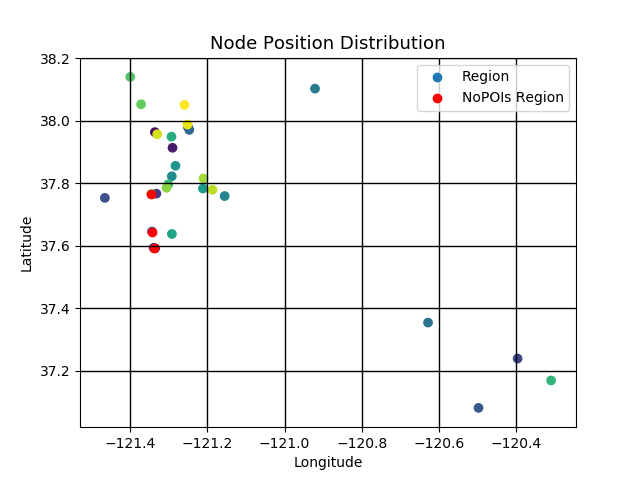 Node Position Distribution
38.2
38.0
37.8
37.6
37.4
37.2
Latitude
Region
NoPOIs Region
−121.4
−121.2
−121.0
−120.8
−120.6
−120.4
Longitude